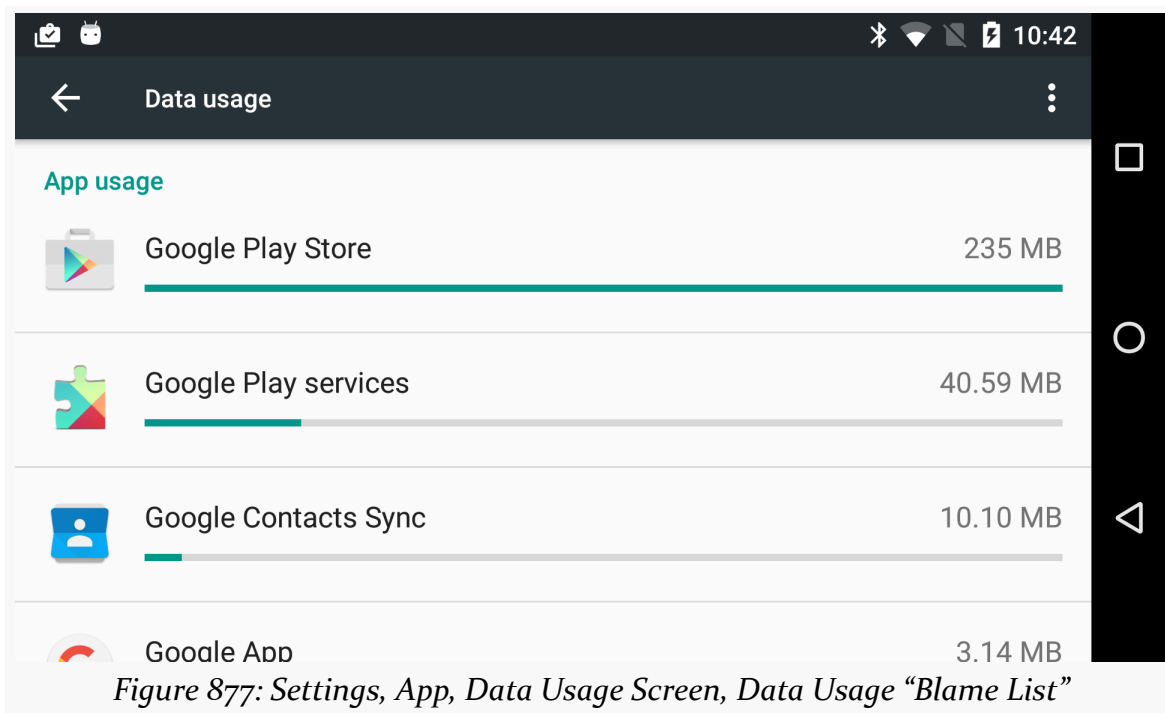 10:42
Data usage
App usage
Google Play Store 235 MB
Google Play services 40.59 MB
Google Contacts Sync 10.10 MB
Google App 3.14 MB
Figure 877: Settings, App, Data Usage Screen, Data Usage “Blame List”